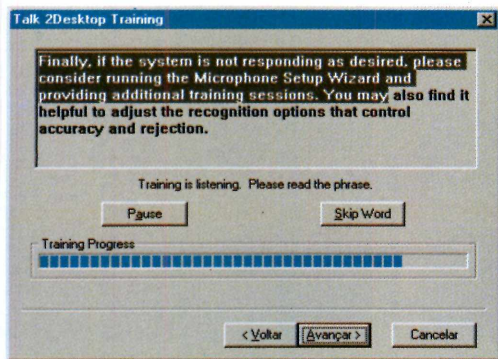 Talk 2Desktop Training
Finally, if the system is not responding as desired, please
consider running the Microphone Setup Wizard and
providing additional training sessions. You may also find it
helpful to adjust the recognition options that control
accuracy and rejection.
Training is listening. Please read the phrase.
Pause
Skip Word
Training Progress
< Voltar
Avançar >
Cancelar